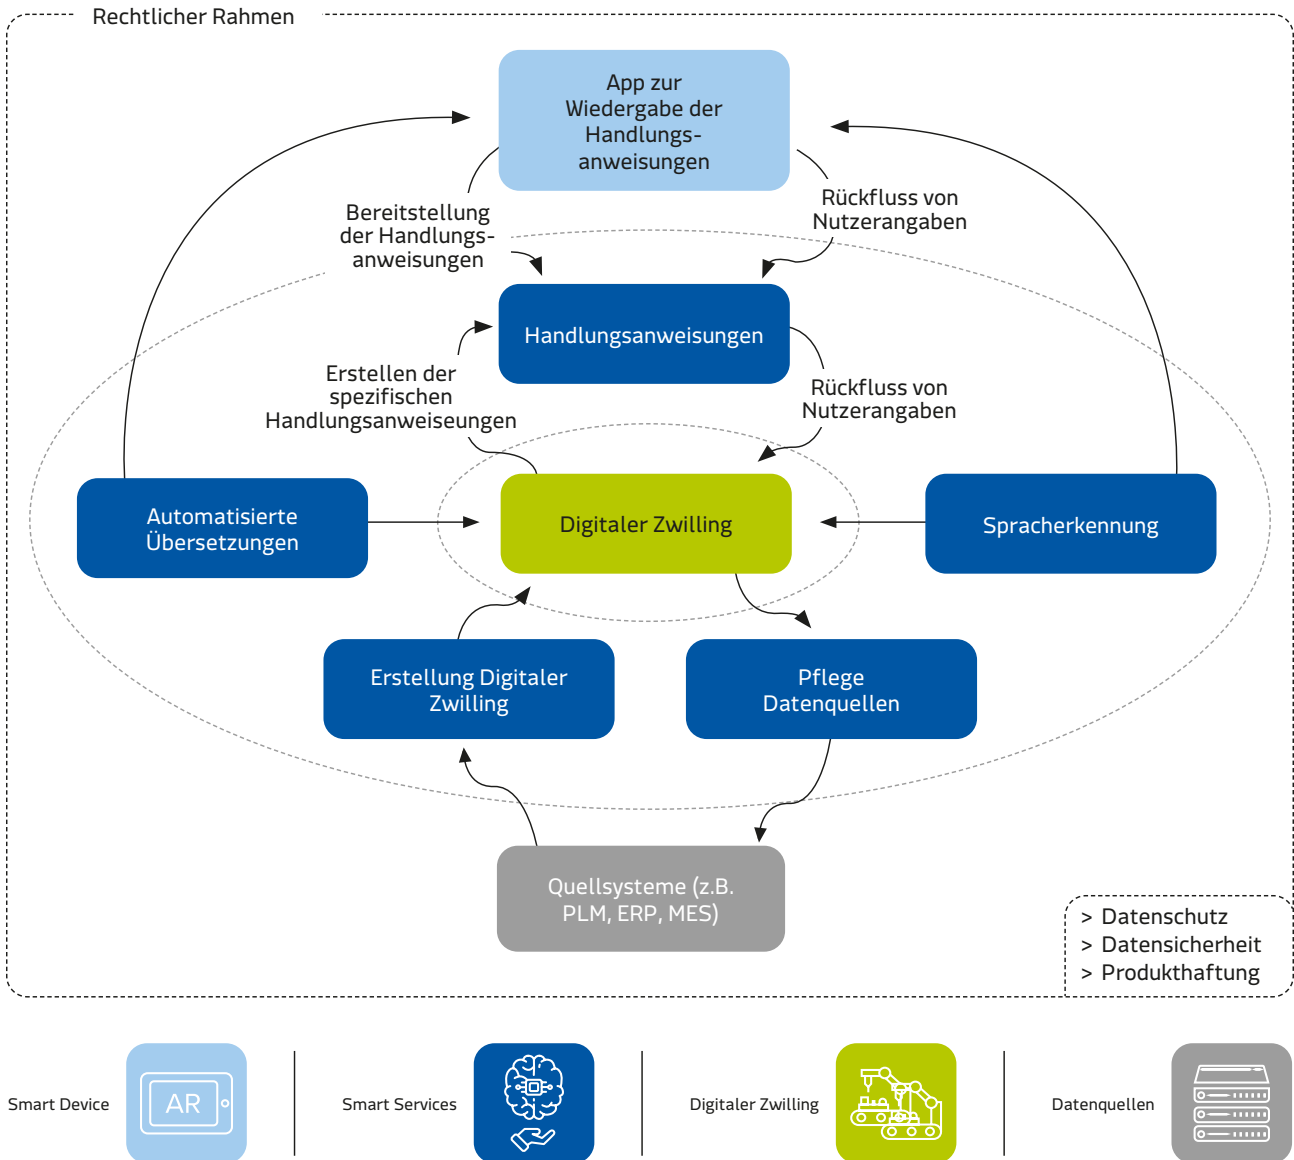 Rechtlicher Rahmen
App zur
Wiedergabe der
Handlungs-
anweisungen
Bereitstellung
der Handlungs-
anweisungen
Rückfluss von
Nutzerangaben
Handlungsanweisungen
Erstellen der
spezifischen
Handlungsanweiseungen
Rückfluss von
Nutzerangaben
Automatisierte
Übersetzungen
Digitaler Zwilling
Spracherkennung
Erstellung Digitaler
Zwilling
Pflege
Datenquellen
Quellsysteme (z.B.
PLM, ERP, MES)
> Datenschutz
> Datensicherheit
> Produkthaftung
Smart Device
AR
Smart Services
Digitaler Zwilling
Datenquellen